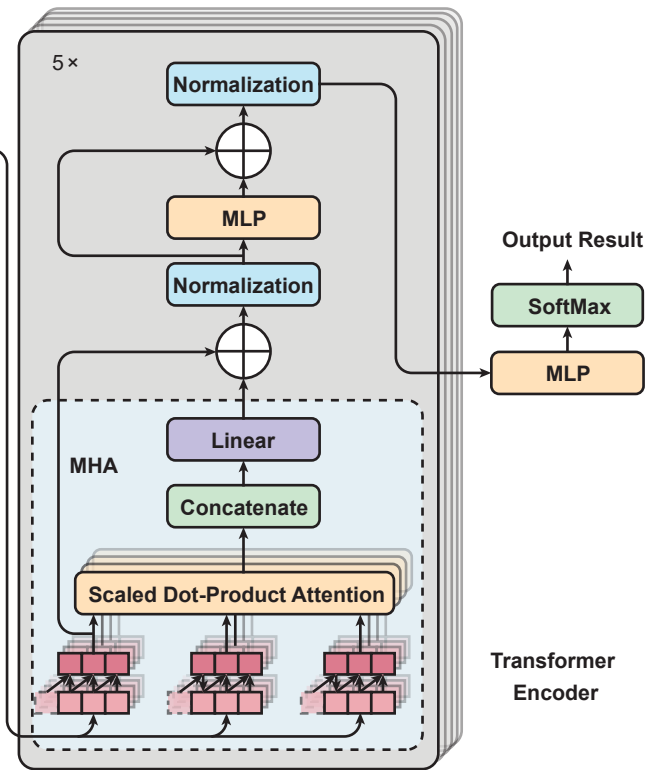 5×
Normalization
MLP
Normalization
Output Result
SoftMax
MLP
Linear
MHA
Concatenate
Scaled Dot-Product Attention
Transformer
Encoder